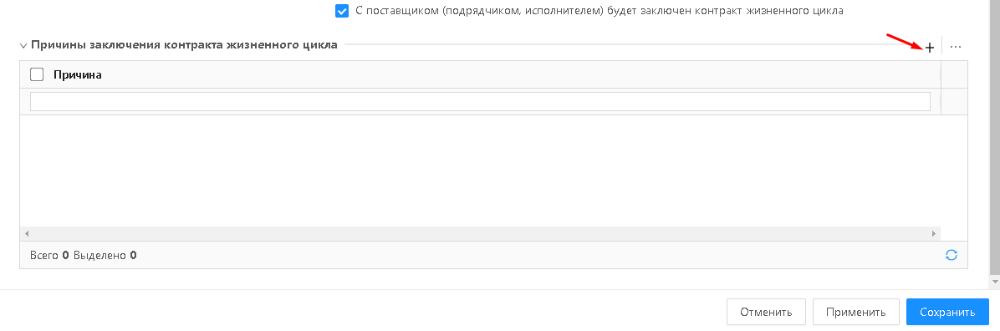 С поставщиком (подрядчиком, исполнителем) будет заключен контракт жизненного цикла
Причины заключения контракта жизненного цикла
Причина
Всего 0 Выделено 0
Отменить Применить Сохранить